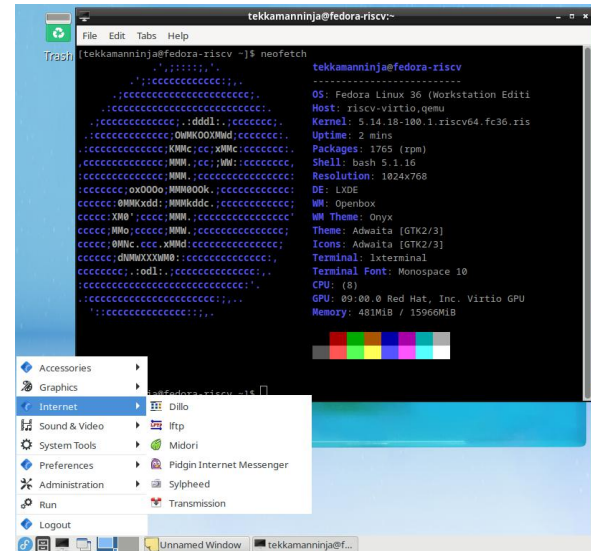 tekkamanninja@fedora-riscv:~
File Edit Tabs Help
Trash
[tekkamanninja@fedora-riscv ~]$ neofetch
tekkamanninja@fedora-riscv
--------------------------
OS: Fedora Linux 36 (Workstation Editi
Host: riscv-virtio,qemu
Kernel: 5.14.18-100.1.riscv64.fc36.ris
Uptime: 2 mins
Packages: 1765 (rpm)
Shell: bash 5.1.16
Resolution: 1024x768
DE: LXDE
WM: Openbox
WM Theme: Onyx
Theme: Adwaita [GTK2/3]
Icons: Adwaita [GTK2/3]
Terminal: lxterminal
Terminal Font: Monospace 10
CPU: (8)
GPU: 09:00.0 Red Hat, Inc. Virtio GPU
Memory: 481MiB / 15966MiB
ja@fedora-riscv ~]$
Accessories
Graphics
Internet
Sound & Video
System Tools
Preferences
Administration
Run
Logout
Dillo
lftp
Midori
Pidgin Internet Messenger
Sylpheed
Transmission
Unnamed Window
tekkamanninja@f...